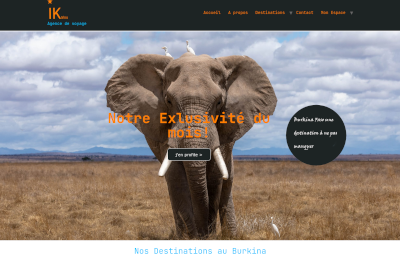 IK
Agence de voyage
Accueil A propos Destinations Contact Mon Espace
Notre Exlusivité du
mois!
J'en profite »
Burkina Faso une
destination à ne pas
manquer
Nos Destinations au Burkina